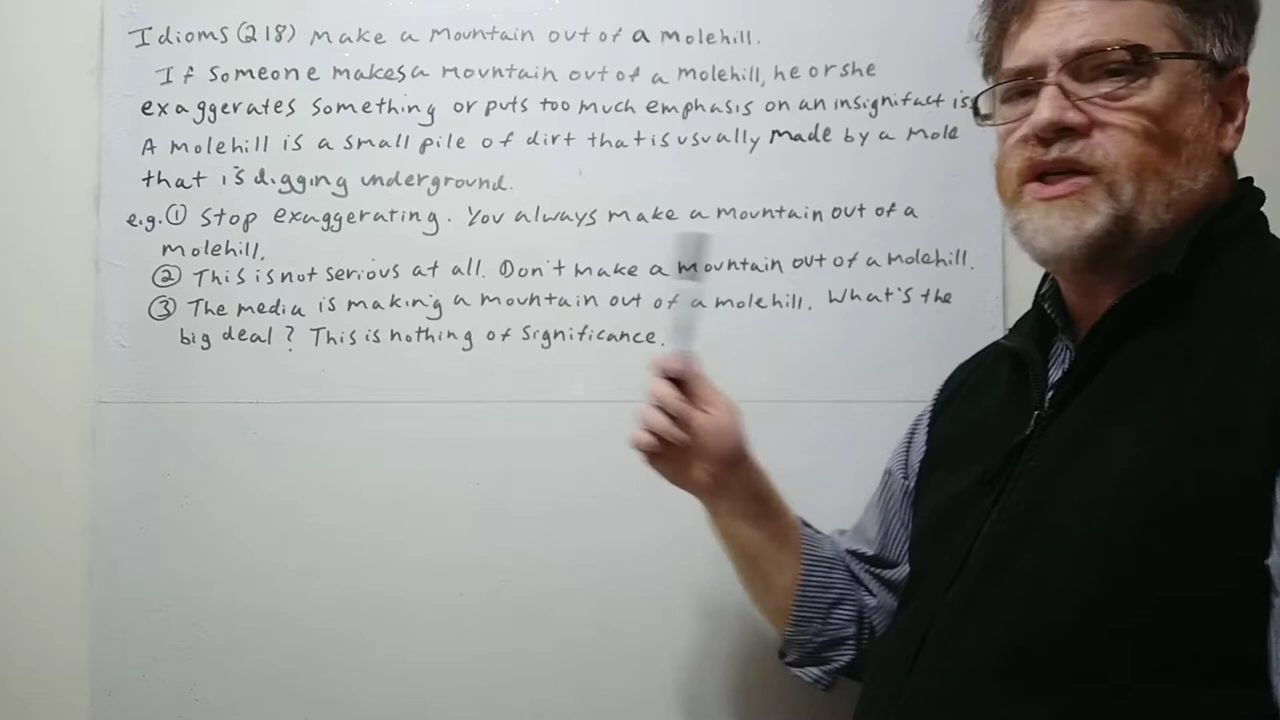 Idioms (218) Make a Mountain out of a molehill.
If someone makes a mountain out of a molehill, he or she
exaggerates something or puts too much emphasis on an insignifact is
A molehill is a small pile of dirt that is usually made by a mole
that is digging underground.
e.g. ① Stop exaggerating. You always make a mountain out of a
molehill.
② This is not serious at all. Don't make a mountain out of a molehill.
③ The media is making a mountain out of a molehill. What's the
big deal? This is nothing of significance.